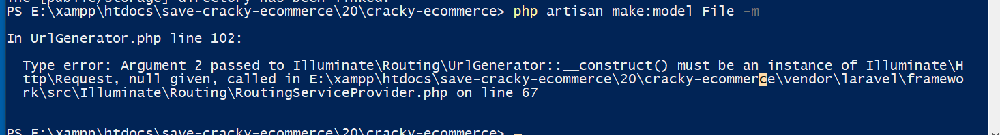 The [public/storage] directory has been linked.
PS E:\xampp\htdocs\save-cracky-ecommerce\20\cracky-ecommerce> php artisan make:model File -m
In UrlGenerator.php line 102:
Type error: Argument 2 passed to Illuminate\Routing\UrlGenerator::__construct() must be an instance of Illuminate\H
ttp\Request, null given, called in E:\xampp\htdocs\save-cracky-ecommerce\20\cracky-ecommerce\vendor\laravel\framewo
rk\src\Illuminate\Routing\RoutingServiceProvider.php on line 67
PS E:\xampp\htdocs\save-cracky-ecommerce\20\cracky-ecommerce>